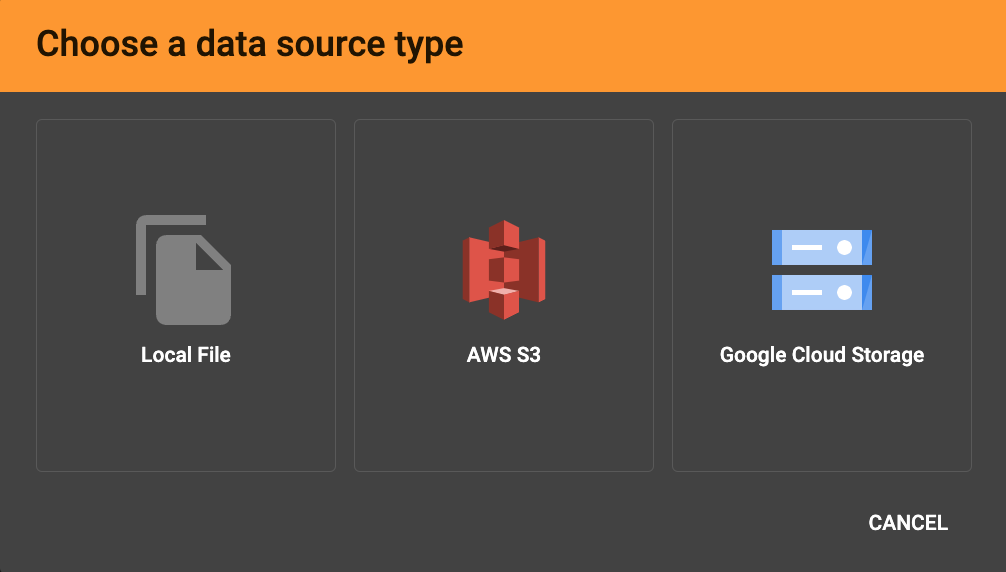 Choose a data source type
Local File
AWS S3
Google Cloud Storage
CANCEL